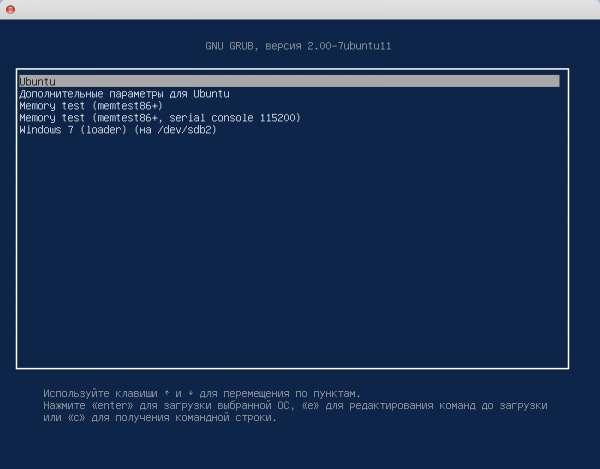 GNU GRUB, версия 2.00-7ubuntu11
Ubuntu
Дополнительные параметры для Ubuntu
Memory test (memtest86+)
Memory test (memtest86+, serial console 115200)
Windows 7 (loader) (на /dev/sdb2)
Используйте клавиши ↑ и ↓ для перемещения по пунктам.
Нажмите «enter» для загрузки выбранной ОС, «e» для редактирования команд до загрузки
или «c» для получения командной строки.